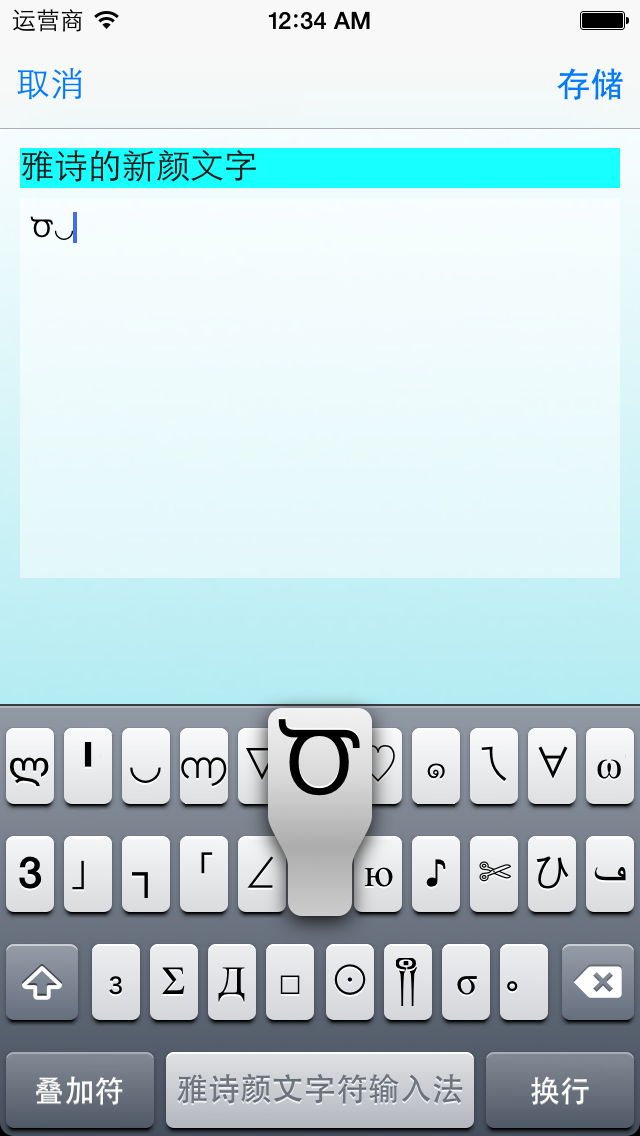 运营商 12:34 AM
取消 存储
雅诗的新颜文字
ठ◡
ლ ╹ ◡ ൬ ▽ ठ ♡ ๑ ㄟ ∀ ω
3 」 ┐ 「 ∠ ю ♪ ✄ ひ ف
з Σ Д □ ⊙ σ 。
叠加符 雅诗颜文字符输入法 换行